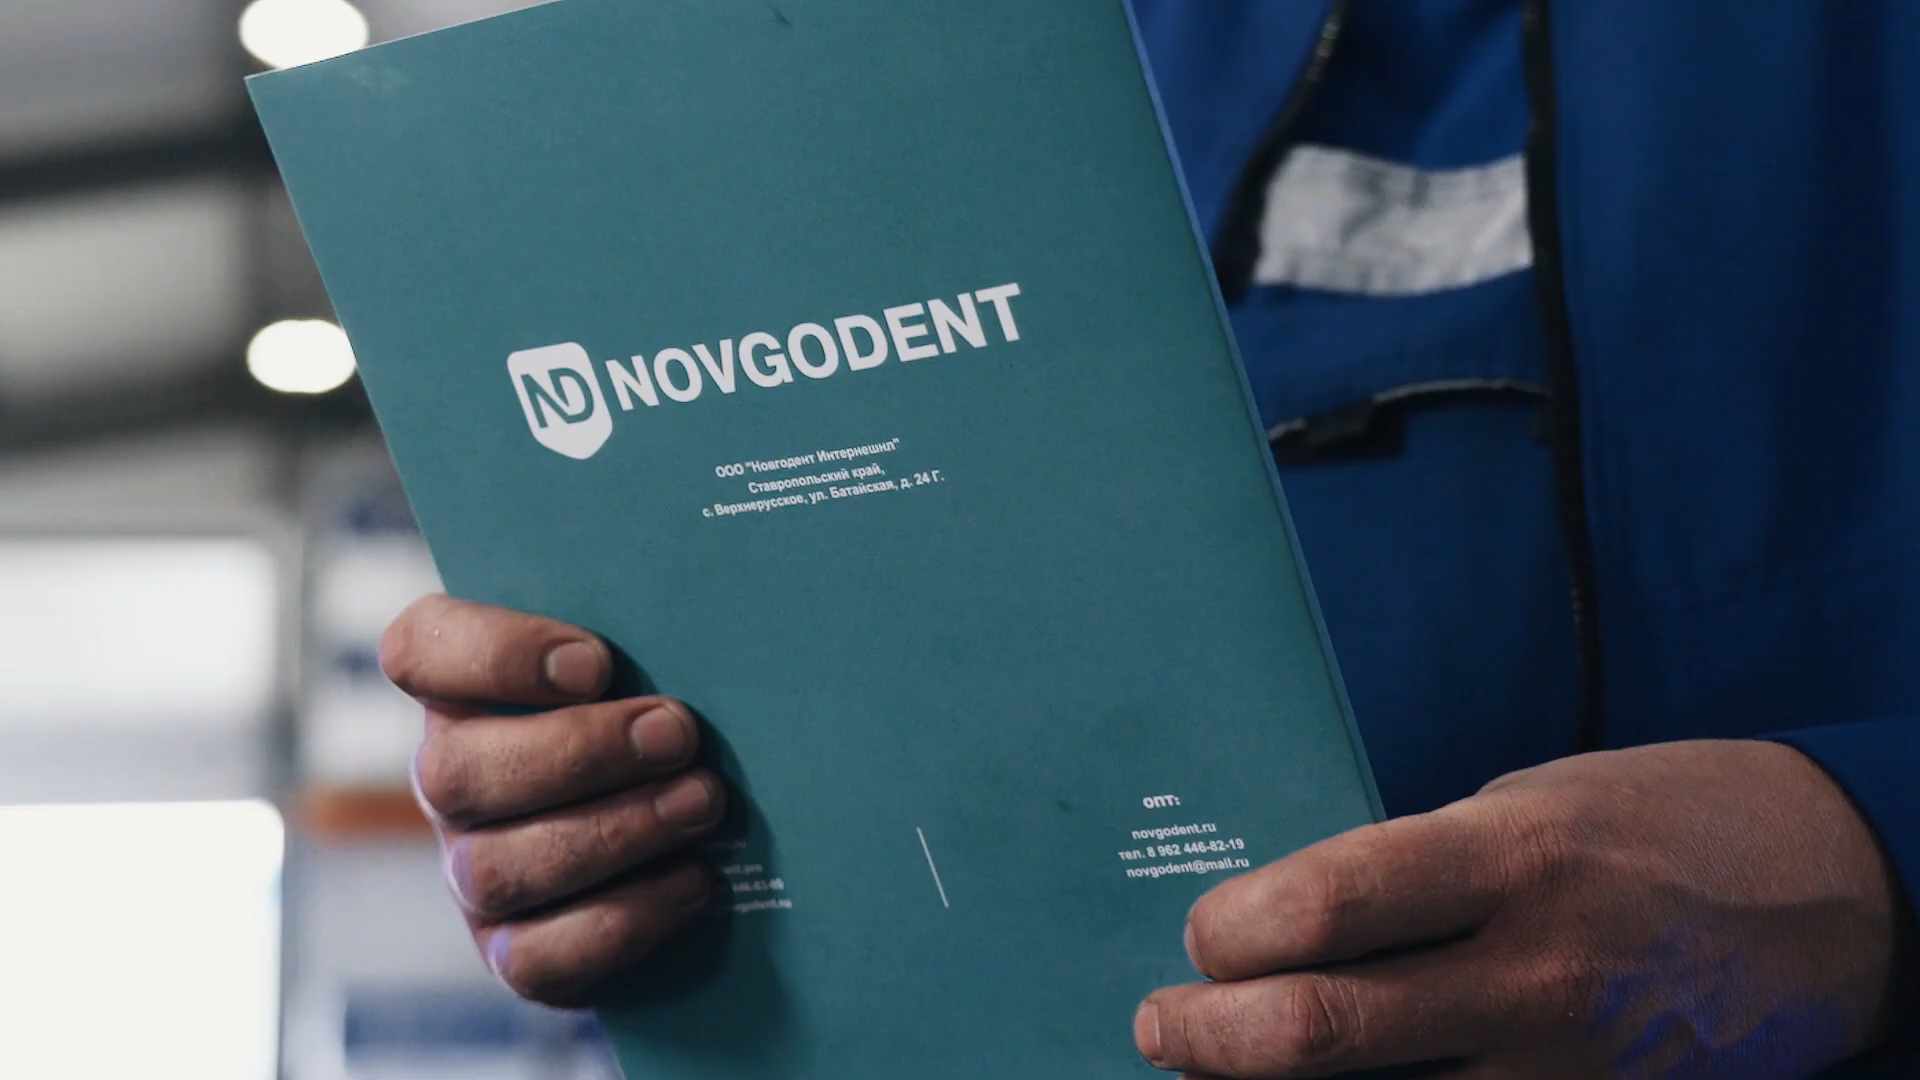 ND NOVGODENT
ООО "Новгодент Интернешнл"
Ставропольский край,
с. Верхнерусское, ул. Батайская, д. 24 Г.
опт:
novgodent.ru
тел. 8 962 446-82-19
novgodent@mail.ru